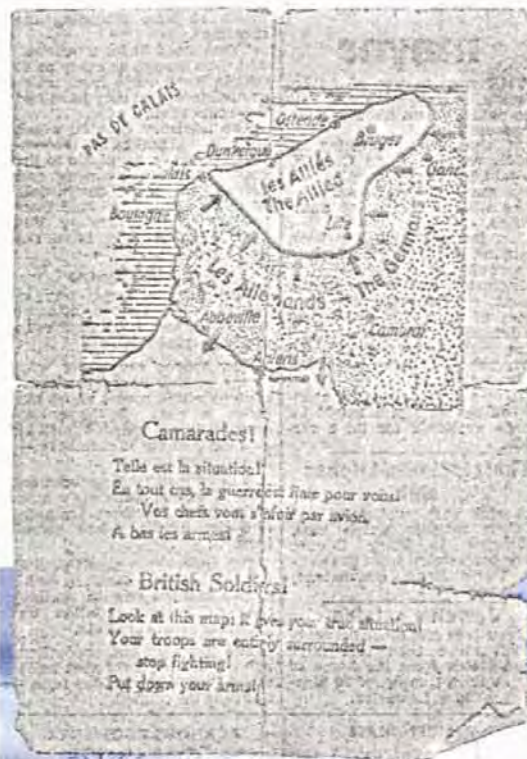 PAS DE CALAIS
Ostende
Dunkerque
Bruges
Calais
les Alliés
The Allied
Gand
Boulogne
Lille
Les Allemands
The Germans
Abbeville
Cambrai
Amiens
Camarades!
Telle est la situation!
En tout cas, la guerre est finie pour vous!
Vos chefs vont s'enfuir par avion.
A bas les armes!
British Soldiers!
Look at this map: it gives your true situation!
Your troops are entirely surrounded —
stop fighting!
Put down your arms!